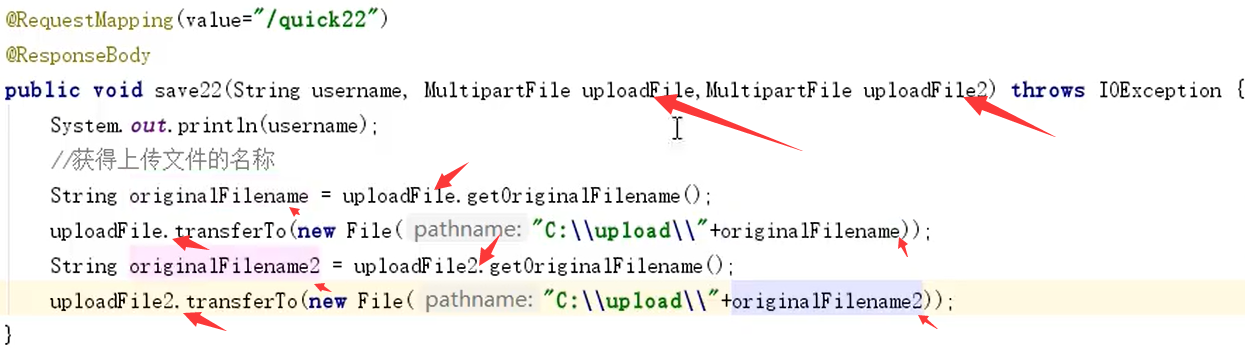 @RequestMapping(value="/quick22")
@ResponseBody
public void save22(String username, MultipartFile uploadFile,MultipartFile uploadFile2) throws IOException {
System.out.println(username);
//获得上传文件的名称
String originalFilename = uploadFile.getOriginalFilename();
uploadFile.transferTo(new File( pathname: "C:\\upload\\"+originalFilename));
String originalFilename2 = uploadFile2.getOriginalFilename();
uploadFile2.transferTo(new File( pathname: "C:\\upload\\"+originalFilename2));
}